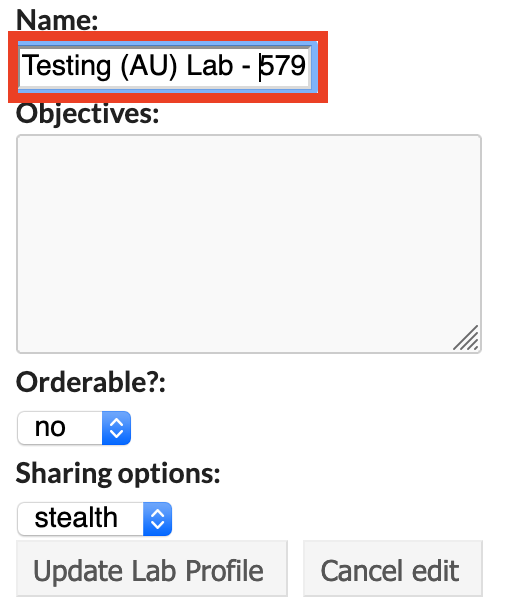 Name:
Testing (AU) Lab - 579
Objectives:
Orderable?:
no
Sharing options:
stealth
Update Lab Profile Cancel edit